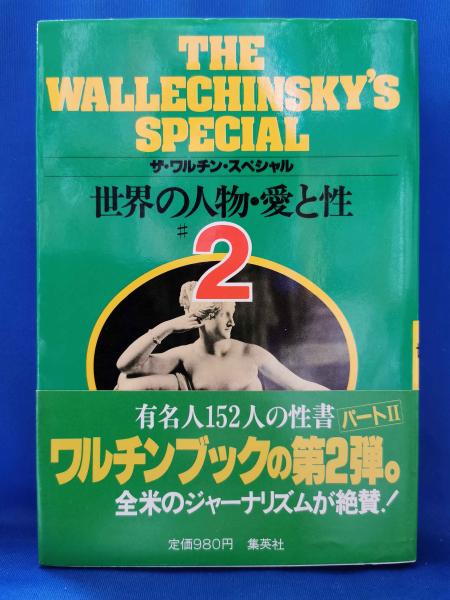 THE
WALLECHINSKY'S
SPECIAL
ザ・ワルチン・スペシャル
世界の人物・愛と性
#2
有名人152人の性書 パートII
ワルチンブックの第2弾。
全米のジャーナリズムが絶賛!
定価980円 集英社